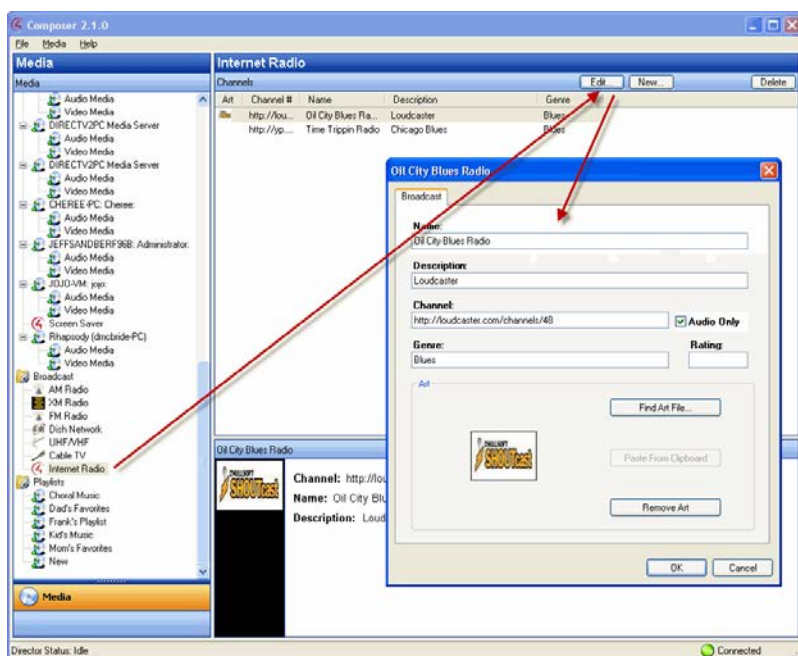 Composer 2.1.0
File Media Help
Media
Internet Radio
Media
Channels
Edit...
New...
Delete
Art Channel # Name Description Genre
http://lou... Oil City Blues Ra... Loudcaster Blues
http://yp.... Time Trippin Radio Chicago Blues Blues
Audio Media
Video Media
DIRECTV2PC Media Server
Audio Media
Video Media
DIRECTV2PC Media Server
Audio Media
Video Media
CHEREE-PC: Cheree:
Audio Media
Video Media
JEFFSANDBERF96B: Administrator:
Audio Media
Video Media
JOJO-VM: jojo:
Audio Media
Video Media
Screen Saver
Rhapsody (dmcbride-PC)
Audio Media
Video Media
Broadcast
AM Radio
XM Radio
FM Radio
Dish Network
UHF/VHF
Cable TV
Internet Radio
Playlists
Choral Music
Dad's Favorites
Frank's Playlist
Kid's Music
Mom's Favorites
New
Media
Oil City Blues Radio
Broadcast
Name:
Oil City Blues Radio
Description:
Loudcaster
Channel:
http://loudcaster.com/channels/48
Audio Only
Genre:
Blues
Rating:
Art
Find Art File...
SHOUTcast
Paste From Clipboard
Remove Art
OK
Cancel
Oil City Blues Radio
SHOUTcast
Channel: http://lou
Name: Oil City Blu
Description: Loud
Director Status: Idle
Connected